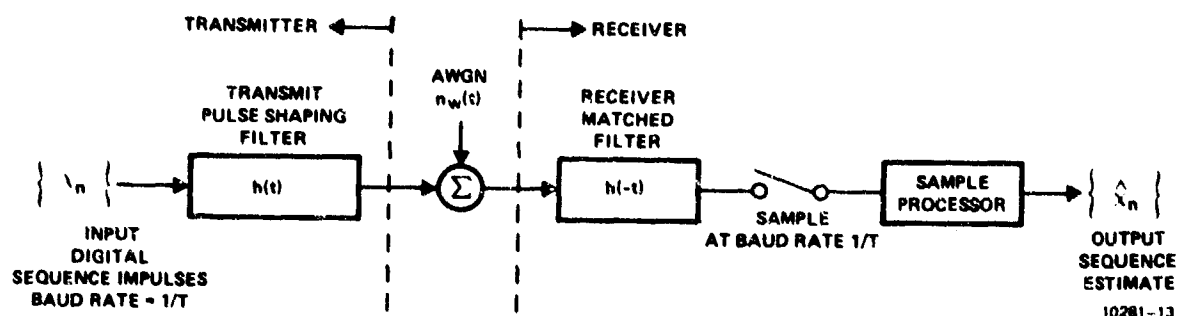 TRANSMITTER
RECEIVER
AWGN
n_w(t)
TRANSMIT
PULSE SHAPING
FILTER
RECEIVER
MATCHED
FILTER
h(t)
Σ
h(-t)
SAMPLE
PROCESSOR
{ x̂_n }
SAMPLE
AT BAUD RATE 1/T
INPUT
DIGITAL
SEQUENCE IMPULSES
BAUD RATE = 1/T
OUTPUT
SEQUENCE
ESTIMATE
10281-13